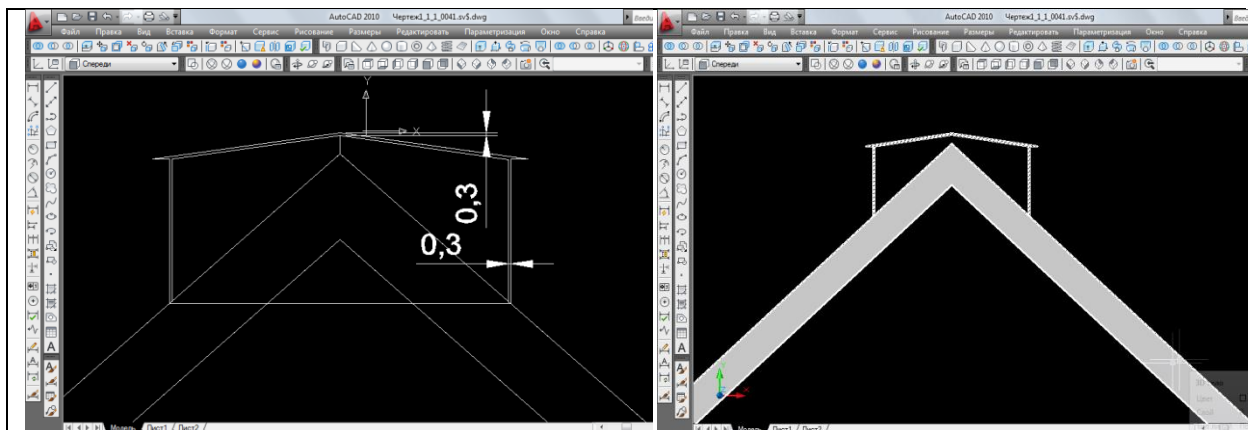 AutoCAD 2010 Чертеж1_1_1_0041.sv$.dwg
Файл Правка Вид Вставка Формат Сервис Рисование Размеры Редактировать Окно Справка
Спереди
Y
X
0,3
0,3
Модель Лист1 Лист2
AutoCAD 2010 Чертеж1_1_1_0041.sv$.dwg
Файл Правка Вид Вставка Формат Сервис Рисование Размеры Редактировать Окно Справка
Спереди
Цвет
Слой
Модель Лист1 Лист2